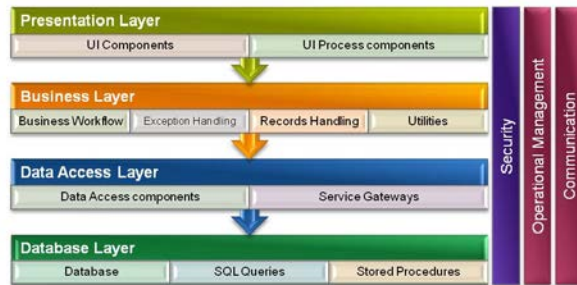 Presentation Layer
UI Components
UI Process components
Business Layer
Business Workflow
Exception Handling
Records Handling
Utilities
Data Access Layer
Data Access components
Service Gateways
Database Layer
Database
SQL Queries
Stored Procedures
Security
Operational Management
Communication